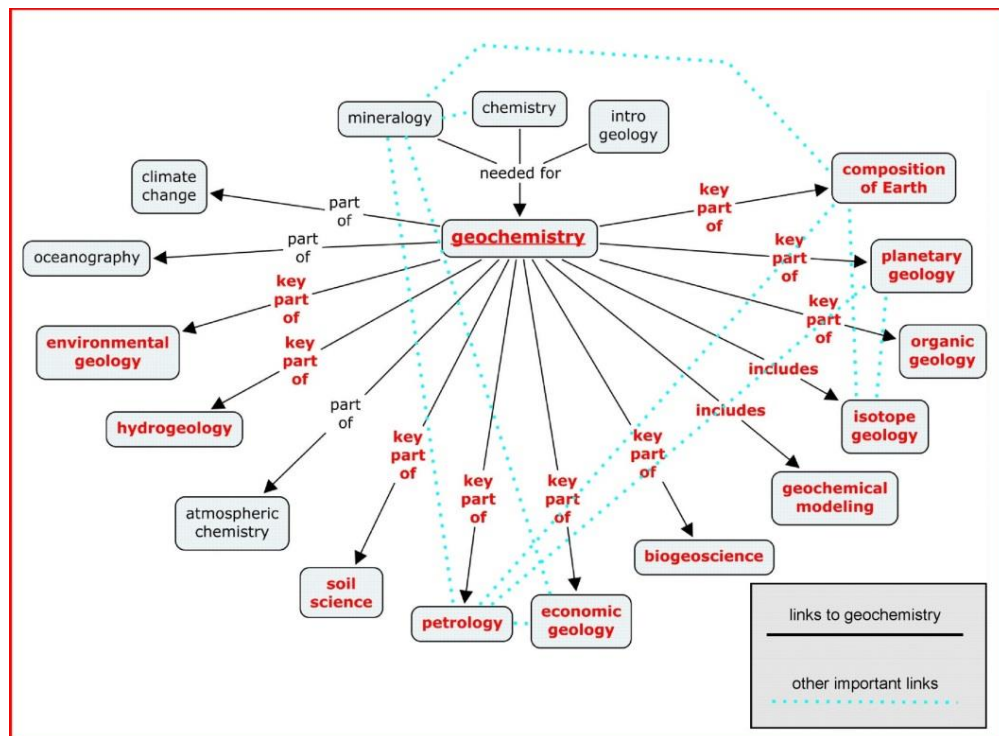 mineralogy
chemistry
intro
geology
needed for
geochemistry
climate
change
part
of
oceanography
part
of
environmental
geology
key
part
of
hydrogeology
key
part
of
atmospheric
chemistry
part
of
soil
science
key
part
of
petrology
key
part
of
economic
geology
key
part
of
biogeoscience
key
part
of
geochemical
modeling
includes
isotope
geology
includes
organic
geology
key
part
of
planetary
geology
key
part
of
composition
of Earth
key
part
of
links to geochemistry
other important links